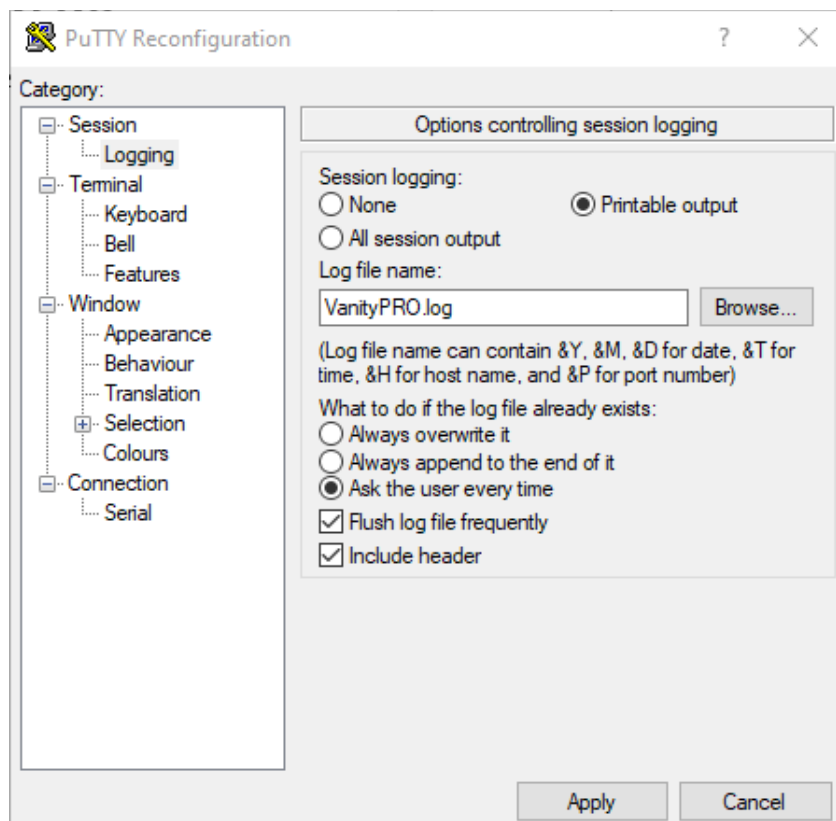 PuTTY Reconfiguration
?
Category:
Session
Logging
Terminal
Keyboard
Bell
Features
Window
Appearance
Behaviour
Translation
Selection
Colours
Connection
Serial
Options controlling session logging
Session logging:
None
Printable output
All session output
Log file name:
VanityPRO.log
Browse...
(Log file name can contain &Y, &M, &D for date, &T for
time, &H for host name, and &P for port number)
What to do if the log file already exists:
Always overwrite it
Always append to the end of it
Ask the user every time
Flush log file frequently
Include header
Apply
Cancel